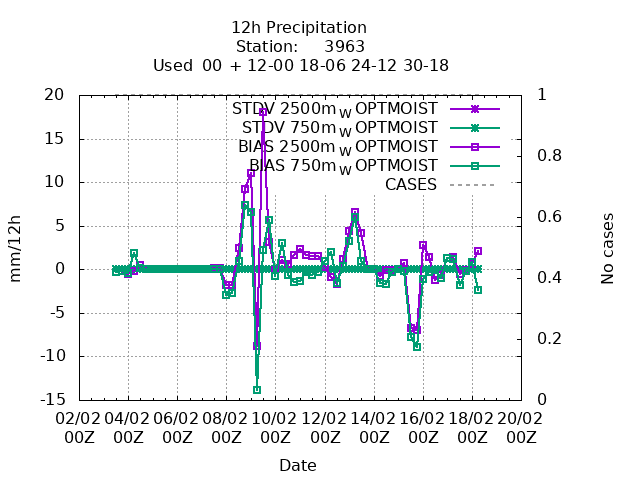 12h Precipitation
Station:      3963
Used  00 + 12-00 18-06 24-12 30-18
STDV 2500m_W OPTMOIST
STDV 750m_W OPTMOIST
BIAS 2500m_W OPTMOIST
BIAS 750m_W OPTMOIST
CASES
20
15
10
5
0
-5
-10
-15
mm/12h
1
0.8
0.6
0.4
0.2
0
No cases
02/02 04/02 06/02 08/02 10/02 12/02 14/02 16/02 18/02 20/02
00Z 00Z 00Z 00Z 00Z 00Z 00Z 00Z 00Z 00Z
Date